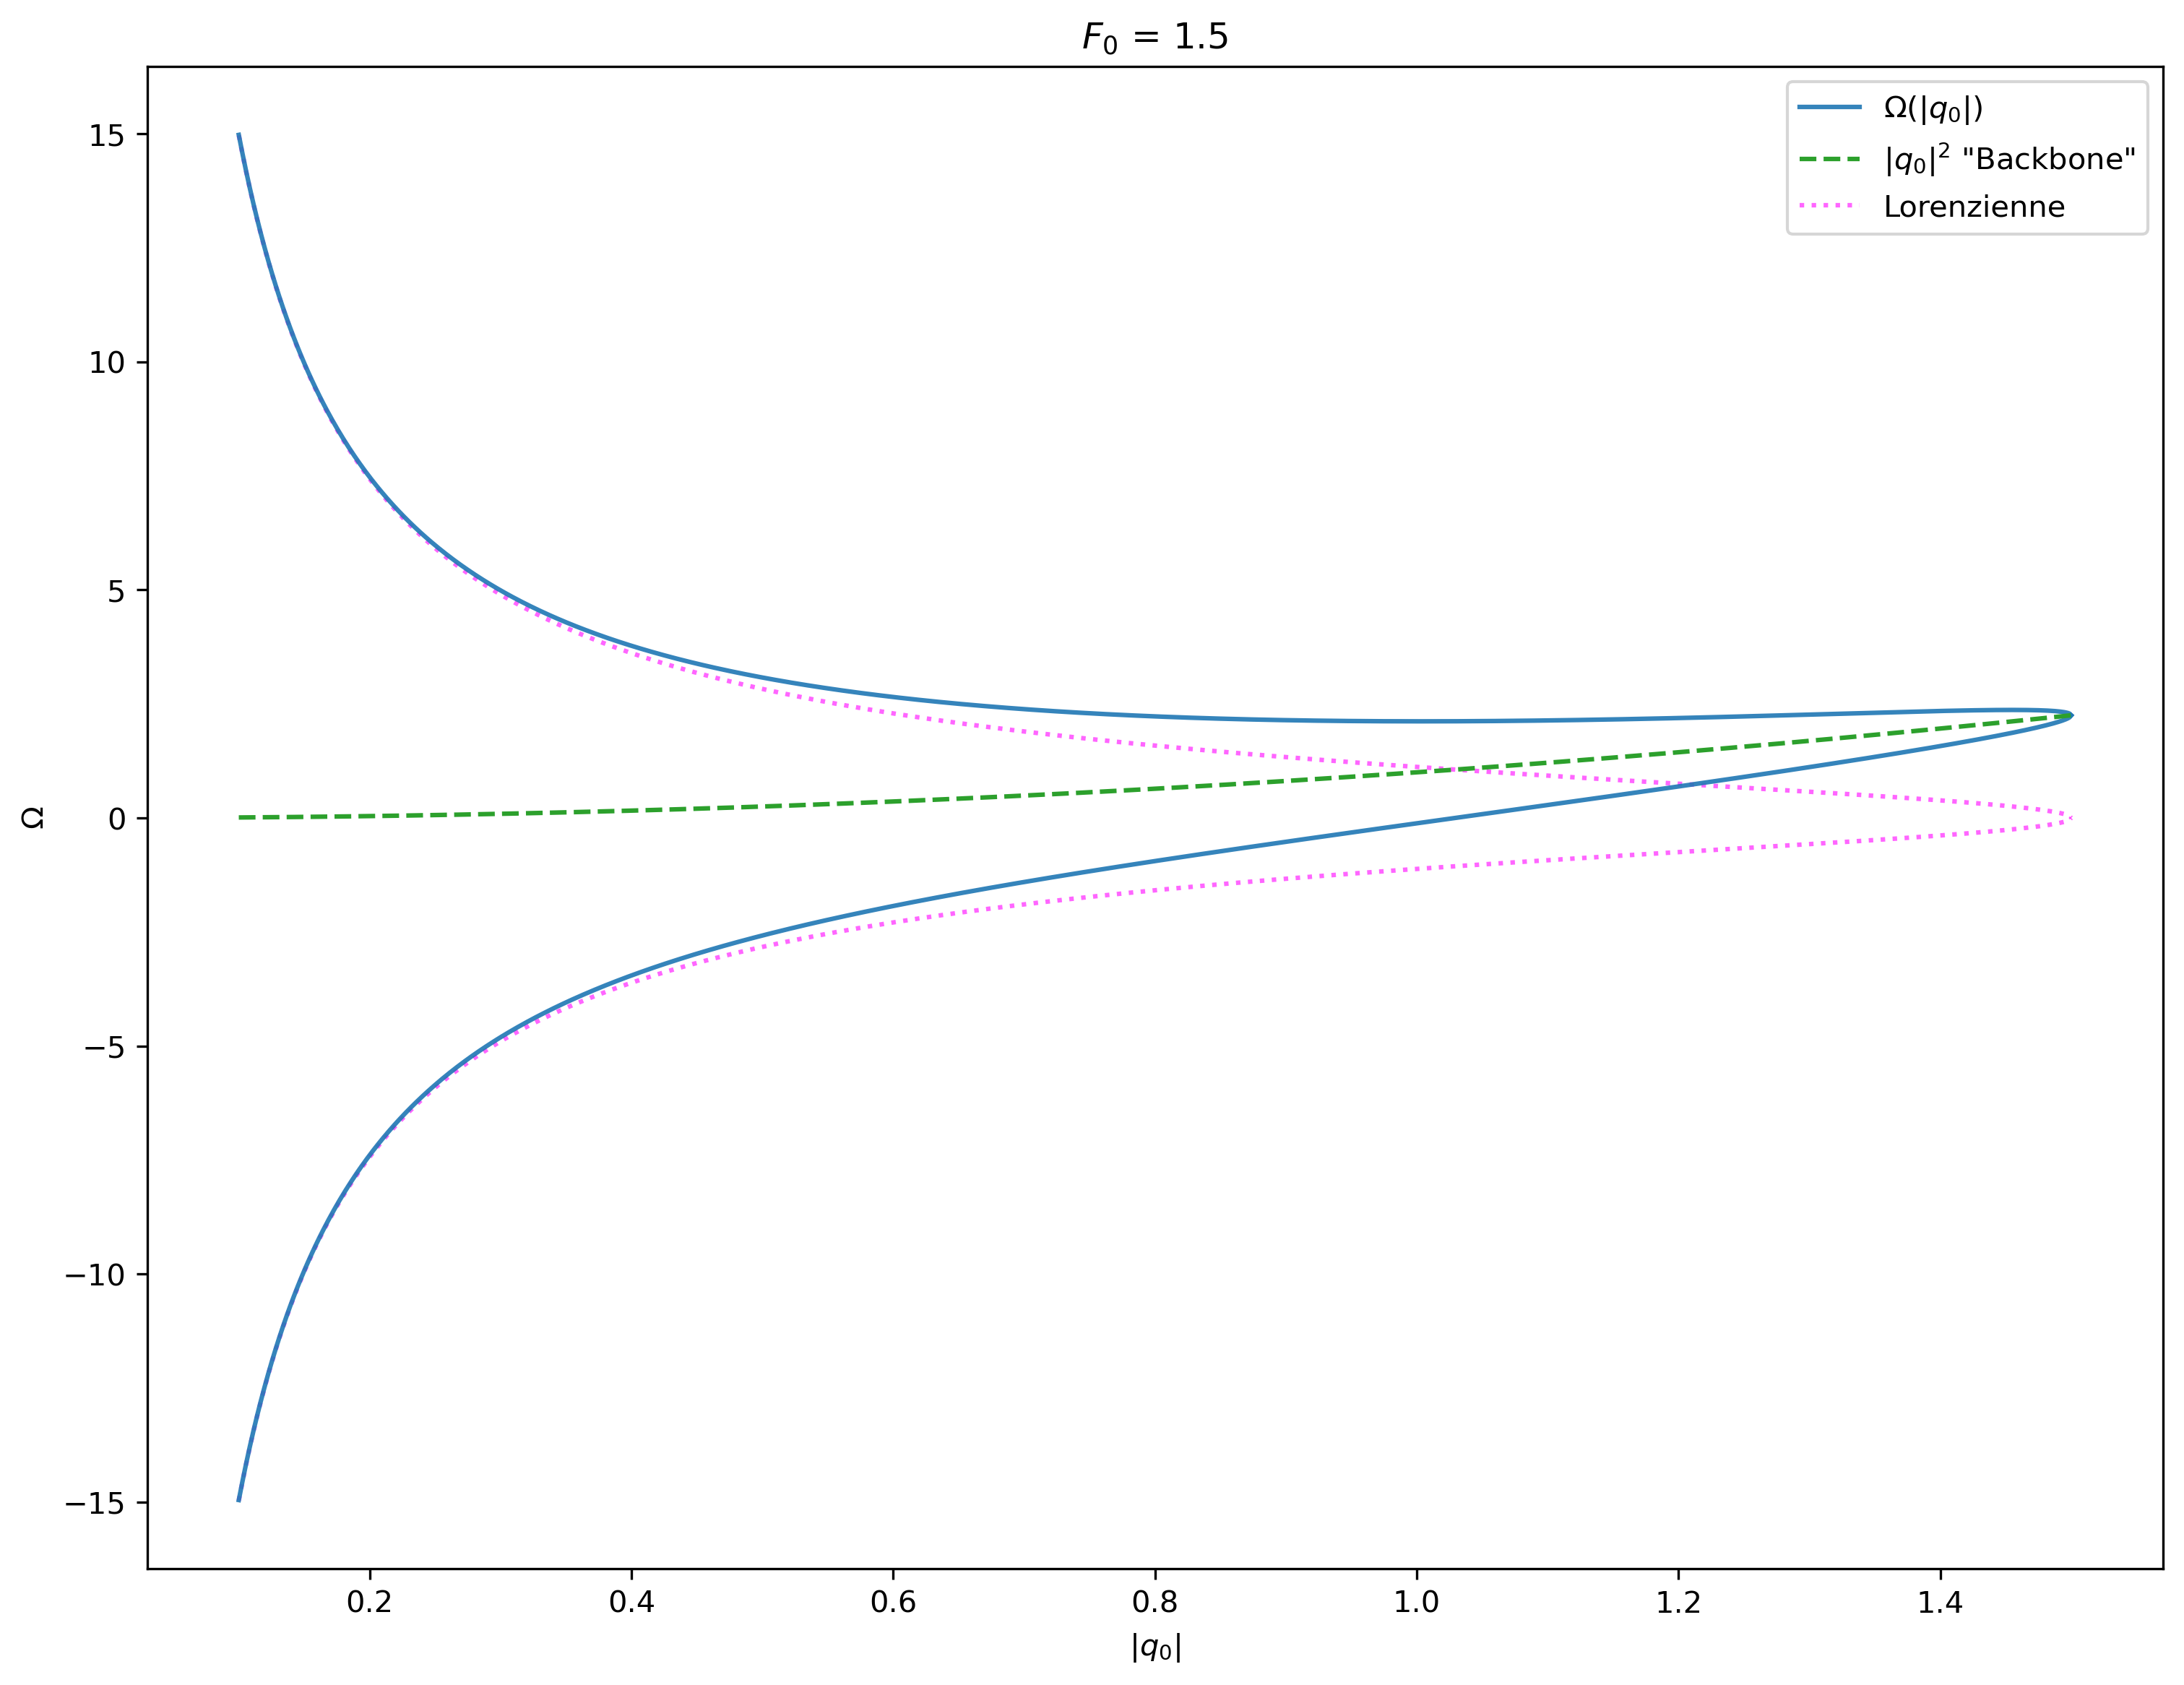 F₀ = 1.5
Ω(|q₀|)
|q₀|² "Backbone"
Lorenzienne
15
10
5
0
−5
−10
−15
Ω
0.2 0.4 0.6 0.8 1.0 1.2 1.4
|q₀|